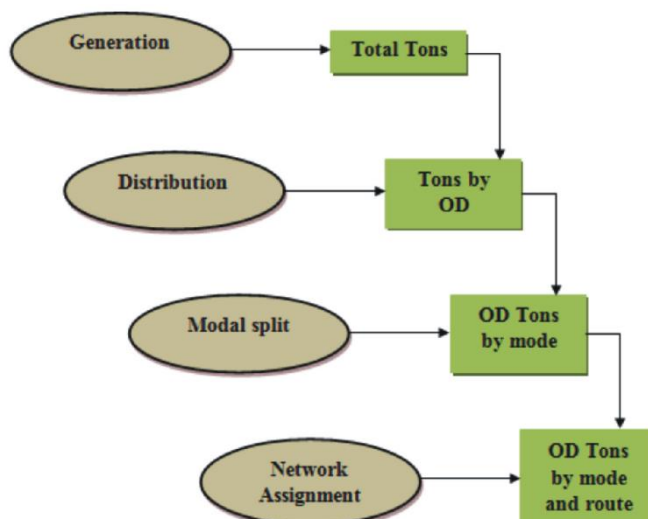 Generation
Total Tons
Distribution
Tons by
OD
Modal split
OD Tons
by mode
Network
Assignment
OD Tons
by mode
and route